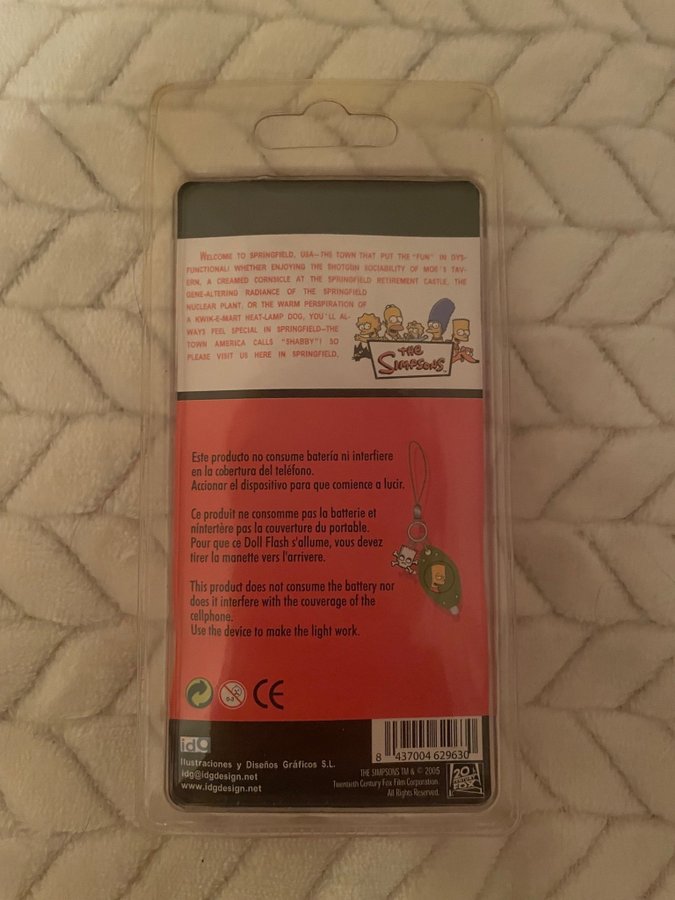 WELCOME TO SPRINGFIELD, USA—THE TOWN THAT PUT THE "FUN" IN DYS-
FUNCTIONAL! WHETHER ENJOYING THE SHOTGUN SOCIABILITY OF MOE'S TAV-
ERN, A CREAMED CORNSICLE AT THE SPRINGFIELD RETIREMENT CASTLE, THE
GENE-ALTERING RADIANCE OF THE SPRINGFIELD
NUCLEAR PLANT, OR THE WARM PERSPIRATION OF
A KWIK-E-MART HEAT-LAMP DOG, YOU'LL AL-
WAYS FEEL SPECIAL IN SPRINGFIELD—THE
TOWN AMERICA CALLS "SHABBY"! SO
PLEASE VISIT US HERE IN SPRINGFIELD.
THE
SIMPSONS
Este producto no consume batería ni interfiere
en la cobertura del teléfono.
Accionar el dispositivo para que comience a lucir.
Ce produit ne consomme pas la batterie et
nintertère pas la couverture du portable.
Pour que ce Doll Flash s'allume, vous devez
tirer la manette vers l'arrivere.
This product does not consume the battery nor
does it interfere with the couverage of the
cellphone.
Use the device to make the light work.
0-3
CE
idg
Ilustraciones y Diseños Gráficos S.L.
idg@idgdesign.net
www.idgdesign.net
8 437004 629630
THE SIMPSONS TM & © 2005
Twentieth Century Fox Film Corporation.
All Rights Reserved.
20
CENTURY
FOX